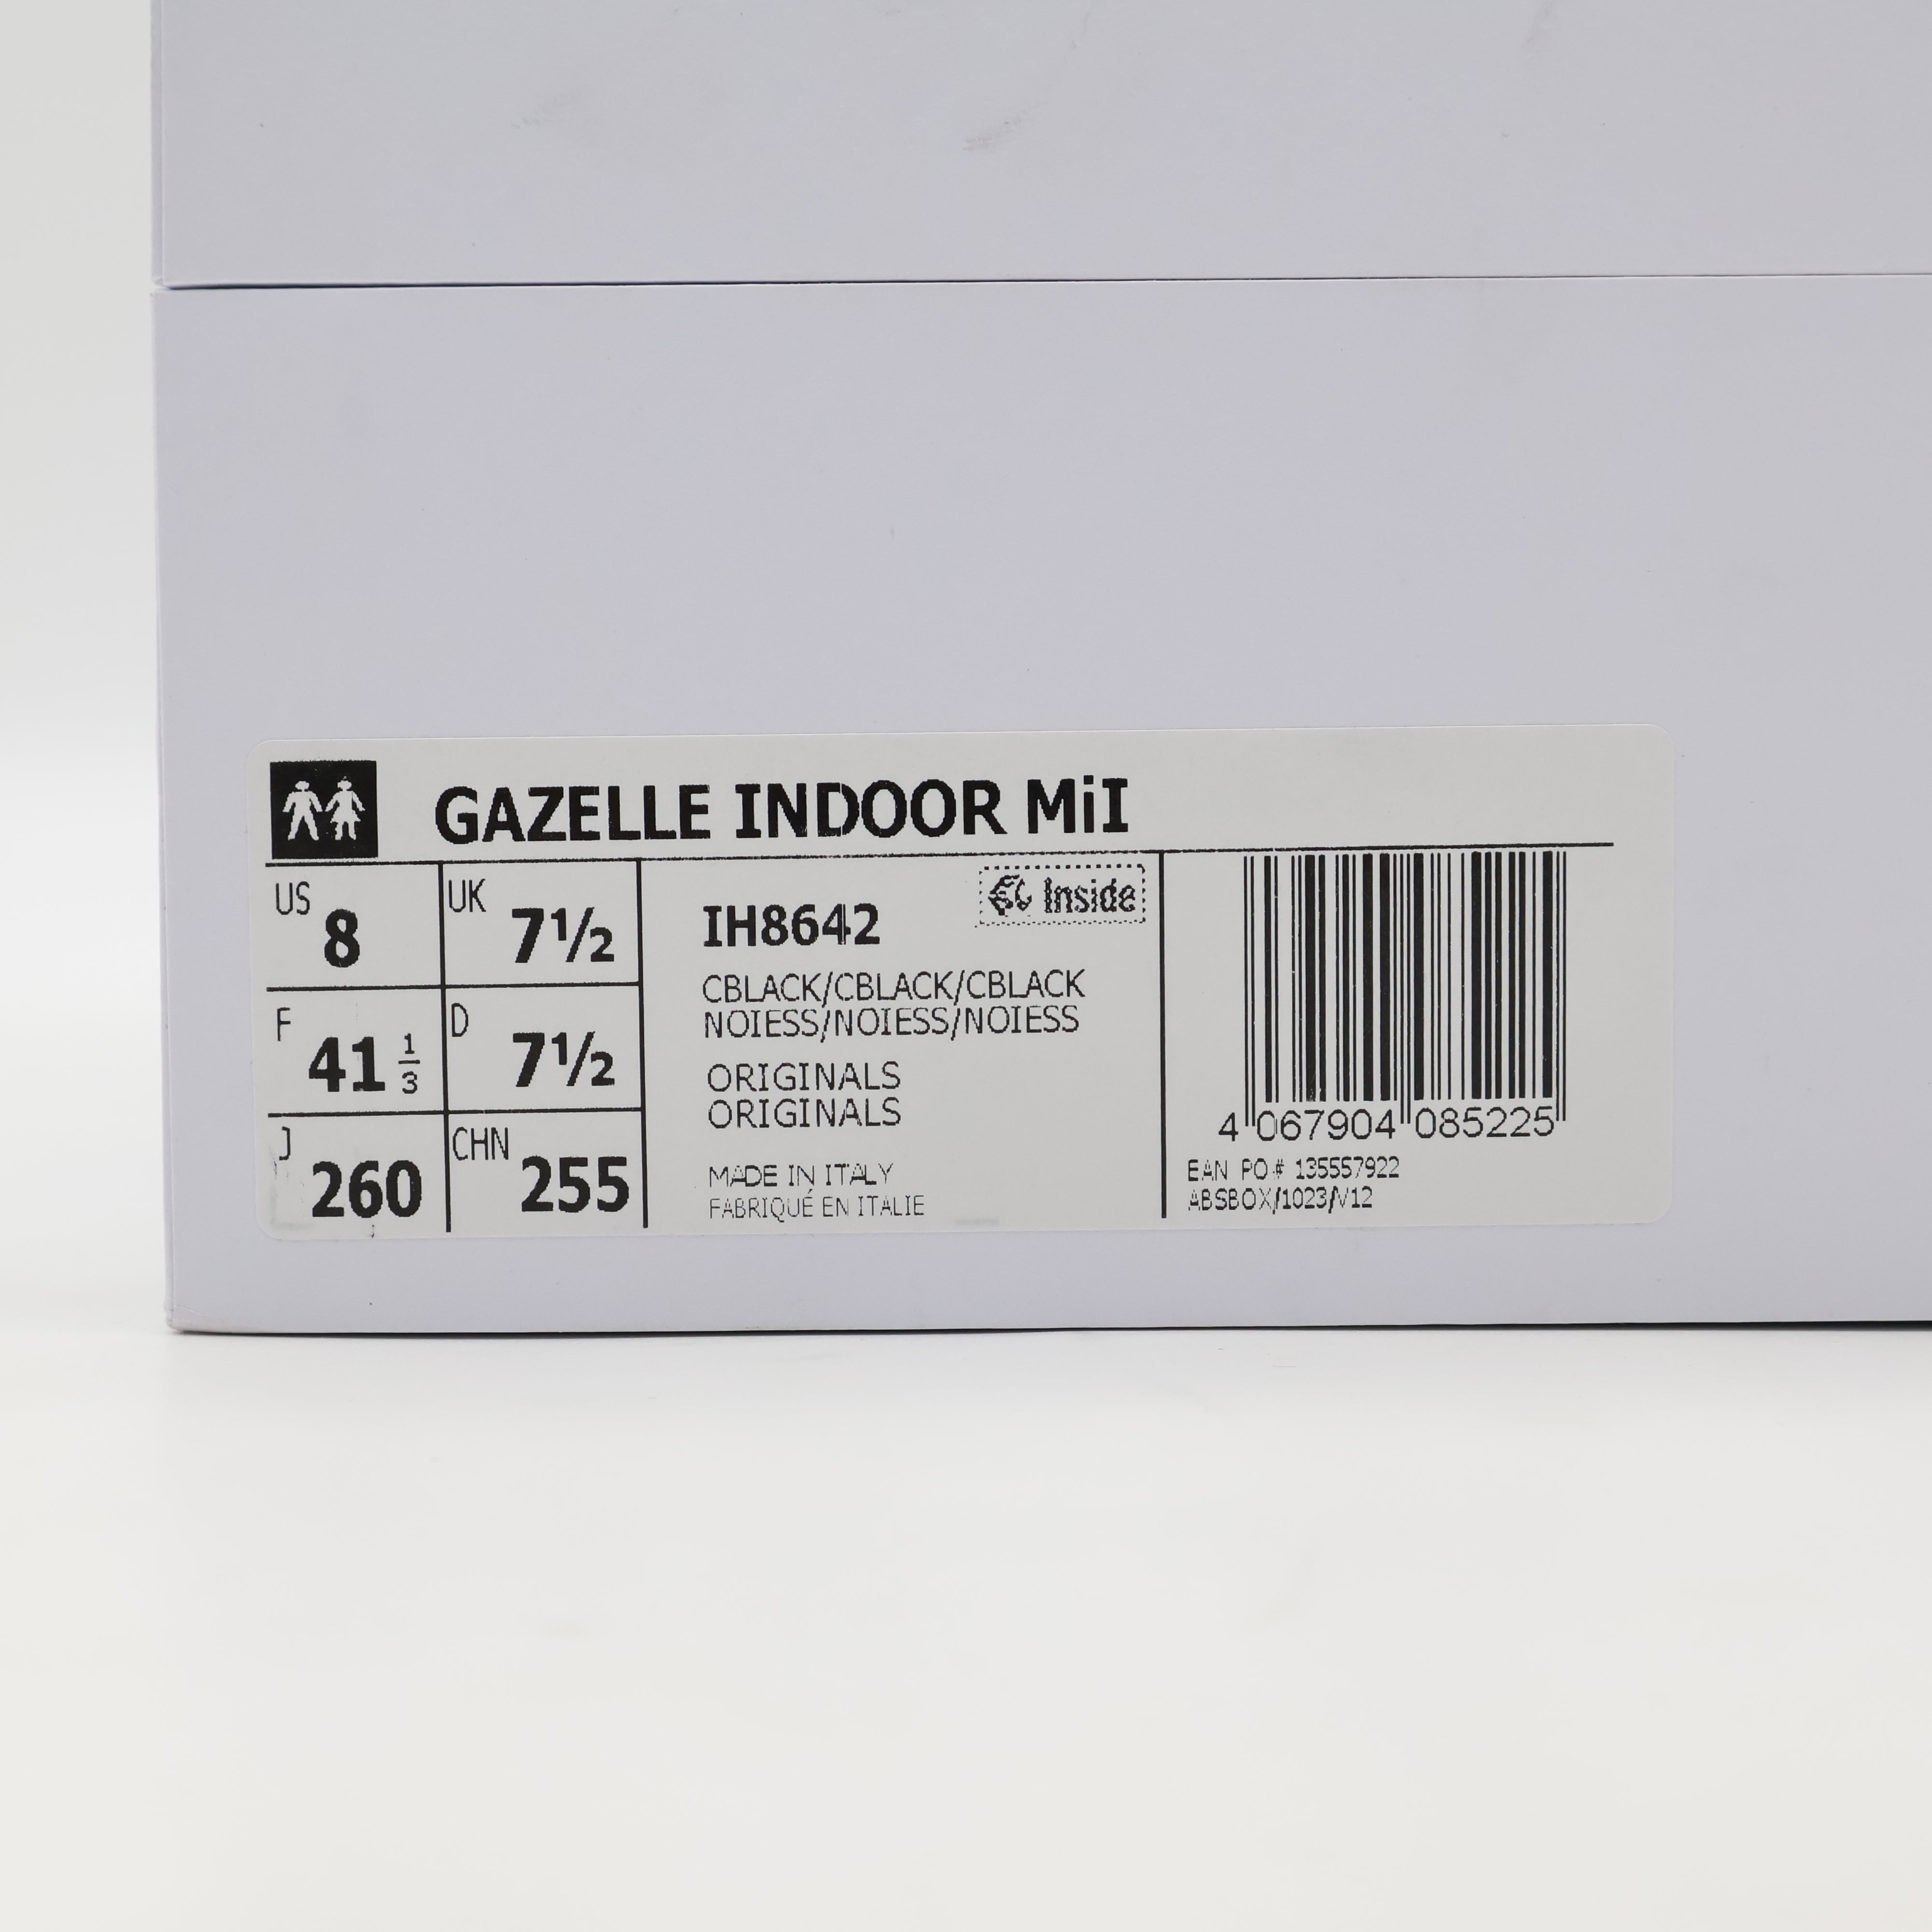 GAZELLE INDOOR MiI
US 8 UK 7½
F 41 1/3 D 7½
J 260 CHN 255
Inside
IH8642
CBLACK/CBLACK/CBLACK
NOIESS/NOIESS/NOIESS
ORIGINALS
ORIGINALS
MADE IN ITALY
FABRIQUÉ EN ITALIE
4 067904 085225
EAN PO# 135557922
ABSBOX/1023/V12